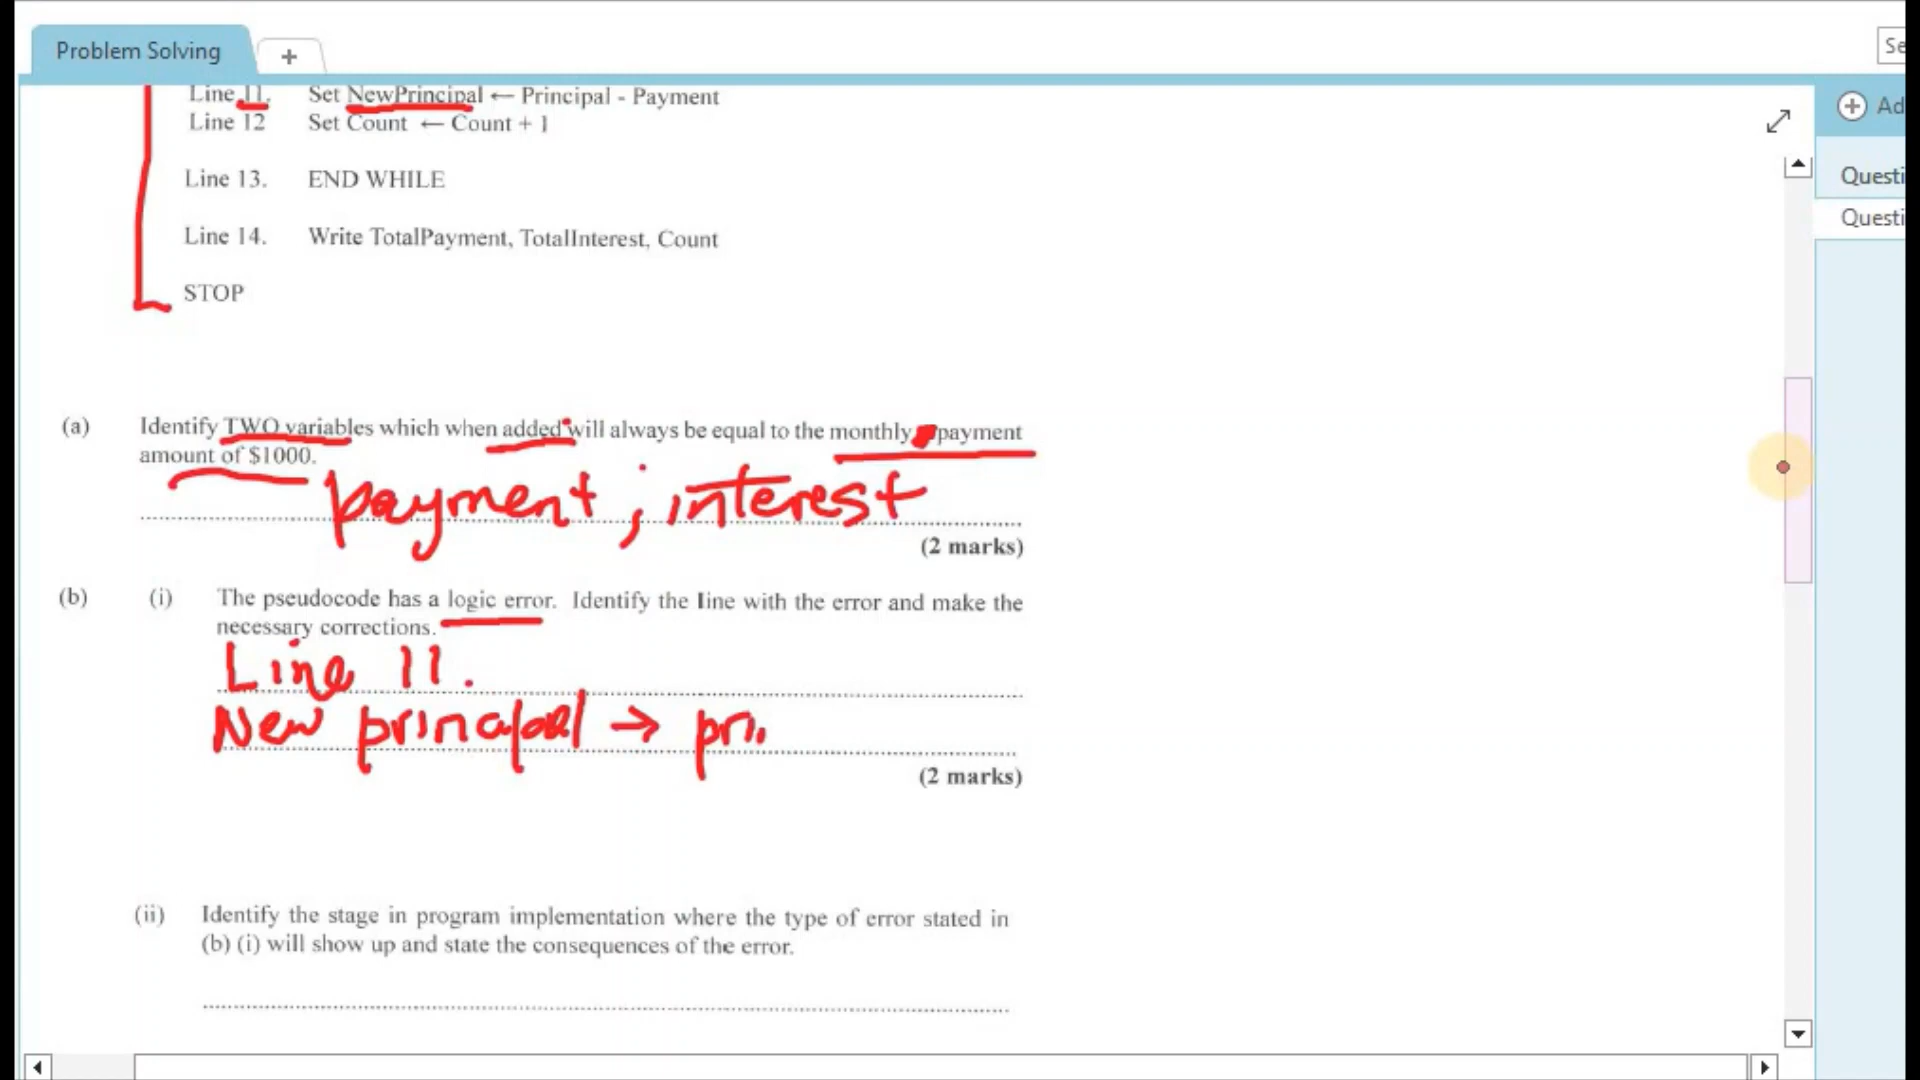 Problem Solving +
Se
Line 11. Set NewPrincipal ← Principal - Payment
Line 12 Set Count ← Count + 1
Line 13. END WHILE
Line 14. Write TotalPayment, TotalInterest, Count
STOP
Ad
Questi
Questi
(a) Identify TWO variables which when added will always be equal to the monthly payment
amount of $1000.
payment ; interest
(2 marks)
(b) (i) The pseudocode has a logic error. Identify the line with the error and make the
necessary corrections.
Line 11.
New principal → pri
(2 marks)
(ii) Identify the stage in program implementation where the type of error stated in
(b) (i) will show up and state the consequences of the error.